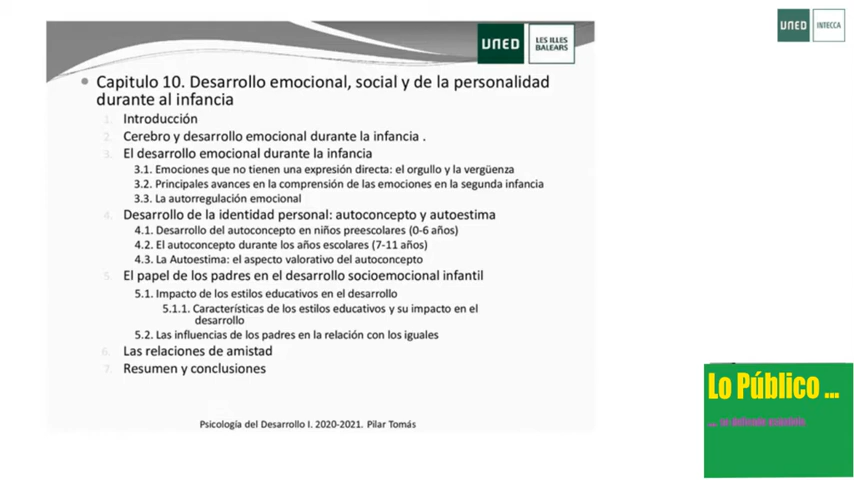 UNED
LES ILLES
BALEARS
UNED
INTECCA
Capitulo 10. Desarrollo emocional, social y de la personalidad
durante al infancia
1. Introducción
2. Cerebro y desarrollo emocional durante la infancia .
3. El desarrollo emocional durante la infancia
3.1. Emociones que no tienen una expresión directa: el orgullo y la vergüenza
3.2. Principales avances en la comprensión de las emociones en la segunda infancia
3.3. La autorregulación emocional
4. Desarrollo de la identidad personal: autoconcepto y autoestima
4.1. Desarrollo del autoconcepto en niños preescolares (0-6 años)
4.2. El autoconcepto durante los años escolares (7-11 años)
4.3. La Autoestima: el aspecto valorativo del autoconcepto
5. El papel de los padres en el desarrollo socioemocional infantil
5.1. Impacto de los estilos educativos en el desarrollo
5.1.1. Características de los estilos educativos y su impacto en el
desarrollo
5.2. Las influencias de los padres en la relación con los iguales
6. Las relaciones de amistad
7. Resumen y conclusiones
Psicología del Desarrollo I. 2020-2021. Pilar Tomás
Lo Público ...